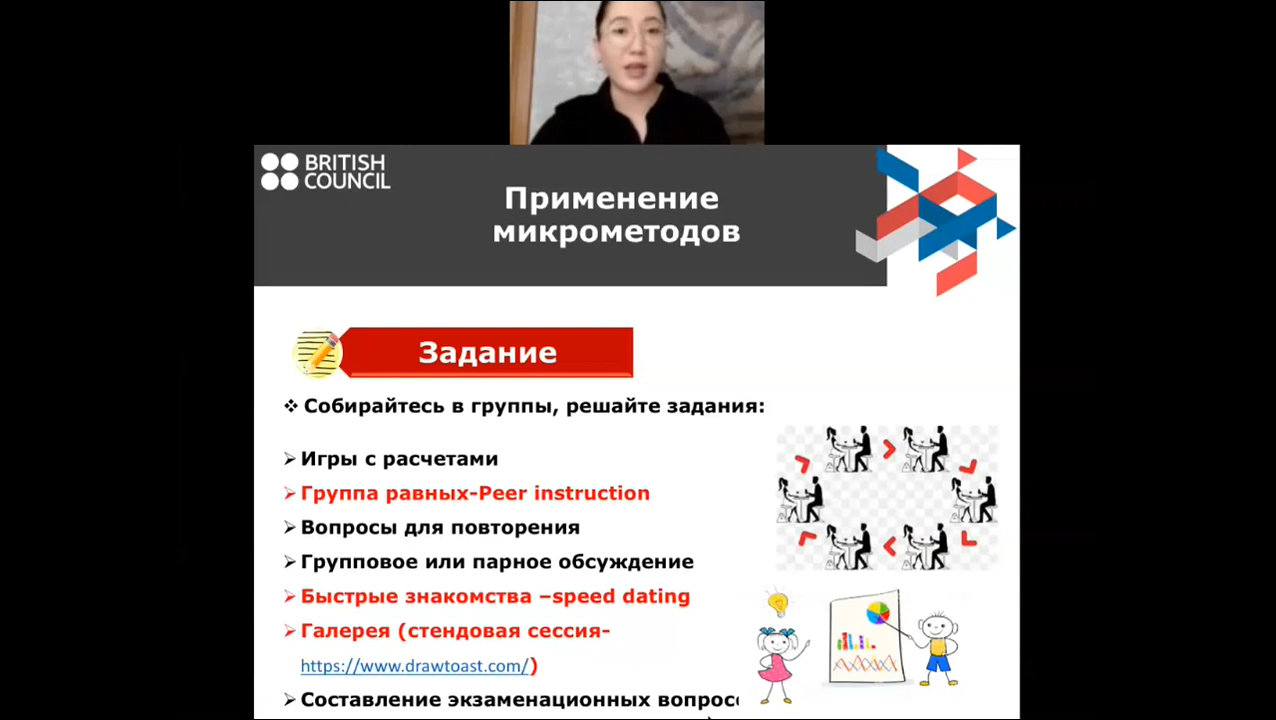 BRITISH
COUNCIL
Применение
микрометодов
Задание
Собирайтесь в группы, решайте задания:
Игры с расчетами
Группа равных-Peer instruction
Вопросы для повторения
Групповое или парное обсуждение
Быстрые знакомства –speed dating
Галерея (стендовая сессия-
https://www.drawtoast.com/)
Составление экзаменационных